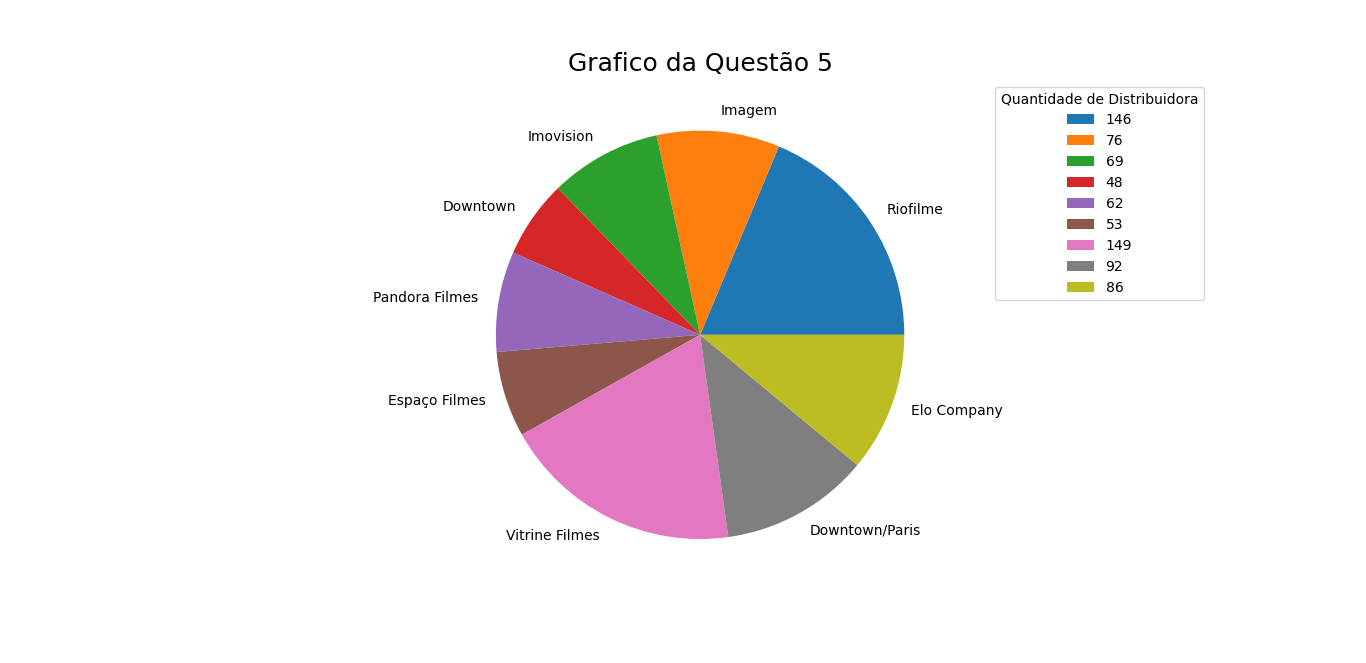 Grafico da Questão 5
Imagem
Imovision
Downtown
Riofilme
Pandora Filmes
Espaço Filmes
Elo Company
Vitrine Filmes
Downtown/Paris
Quantidade de Distribuidora
146
76
69
48
62
53
149
92
86